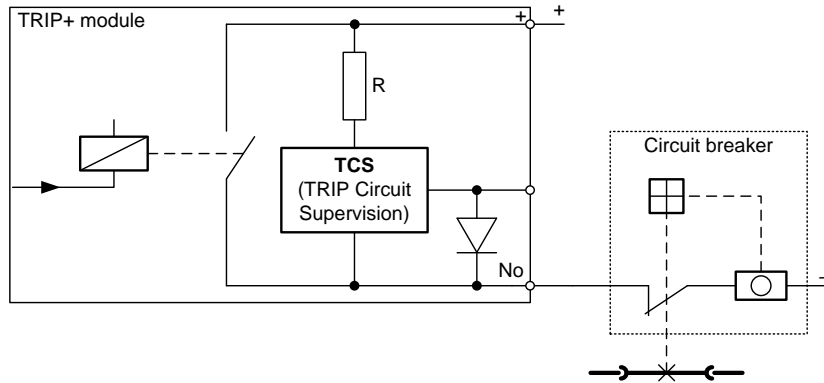 TRIP+ module
+
+
R
TCS
(TRIP Circuit
Supervision)
No
Circuit breaker
-